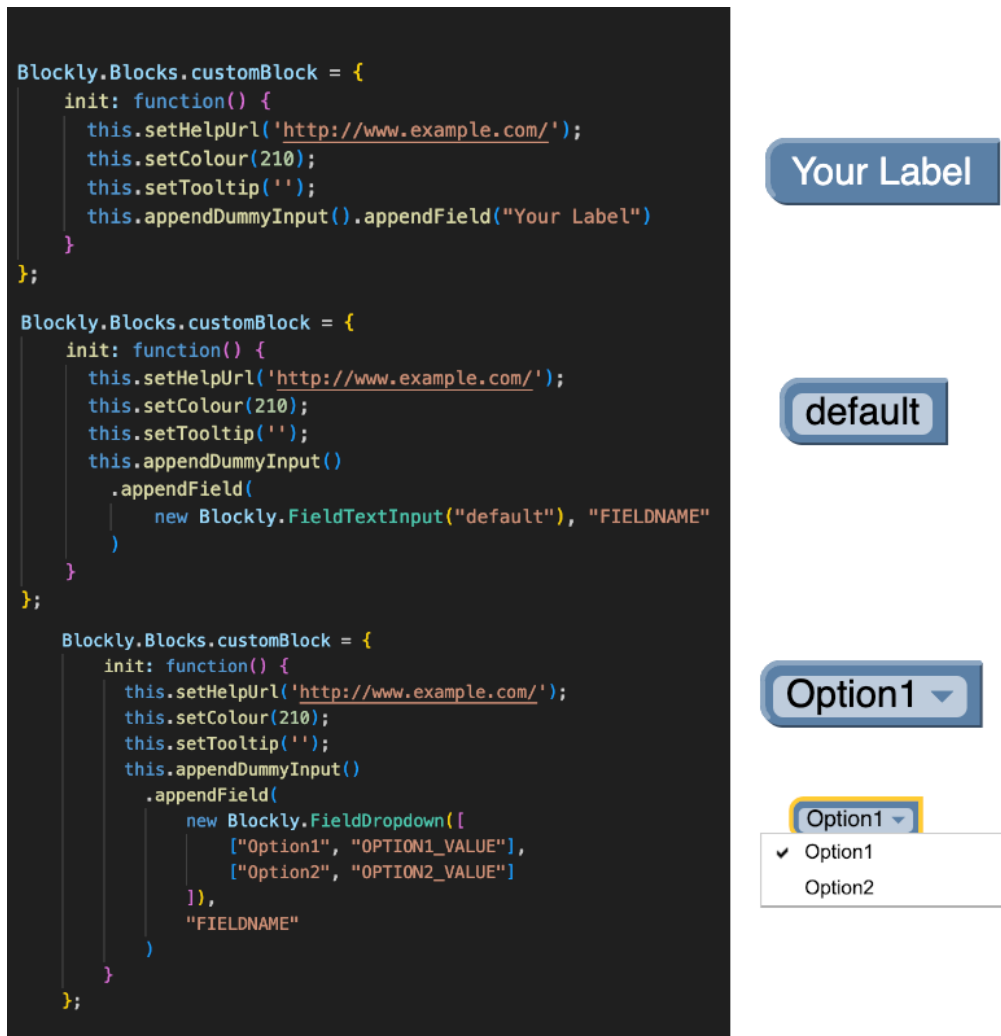 Blockly.Blocks.customBlock = {
init: function() {
this.setHelpUrl('http://www.example.com/');
this.setColour(210);
this.setTooltip('');
this.appendDummyInput().appendField("Your Label")
}
};
Your Label
Blockly.Blocks.customBlock = {
init: function() {
this.setHelpUrl('http://www.example.com/');
this.setColour(210);
this.setTooltip('');
this.appendDummyInput()
.appendField(
new Blockly.FieldTextInput("default"), "FIELDNAME"
)
}
};
default
Blockly.Blocks.customBlock = {
init: function() {
this.setHelpUrl('http://www.example.com/');
this.setColour(210);
this.setTooltip('');
this.appendDummyInput()
.appendField(
new Blockly.FieldDropdown([
["Option1", "OPTION1_VALUE"],
["Option2", "OPTION2_VALUE"]
]),
"FIELDNAME"
)
}
};
Option1
Option1
Option1
Option2